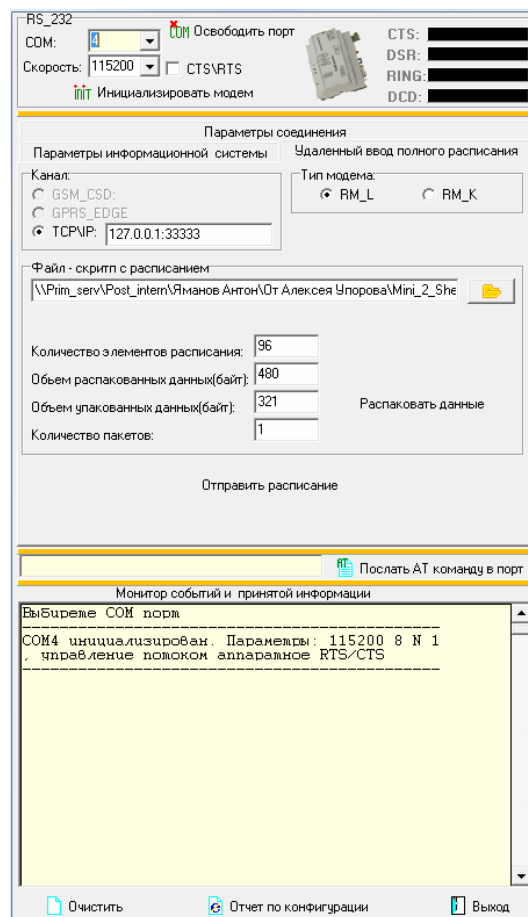 RS_232
COM: 4 COM Освободить порт
Скорость: 115200 CTS\RTS
init Инициализировать модем
CTS:
DSR:
RING:
DCD:
Параметры соединения
Параметры информационной системы Удаленный ввод полного расписания
Канал:
GSM_CSD:
GPRS_EDGE
TCP\IP: 127.0.0.1:33333
Тип модема:
RM_L RM_K
Файл - скрипт с расписанием
\\Prim_serv\Post_intern\Яманов Антон\От Алексея Упорова\Mini_2_She
Количество элементов расписания: 96
Обьем распакованных данных(байт): 480
Объем упакованных данных(байт): 321
Распаковать данные
Количество пакетов: 1
Отправить расписание
AT Послать AT команду в порт
Монитор событий и принятой информации
Выбирете COM порт
COM4 инициализирован. Параметры: 115200 8 N 1
, управление потоком аппаратное RTS/CTS
Очистить Отчет по конфигурации Выход